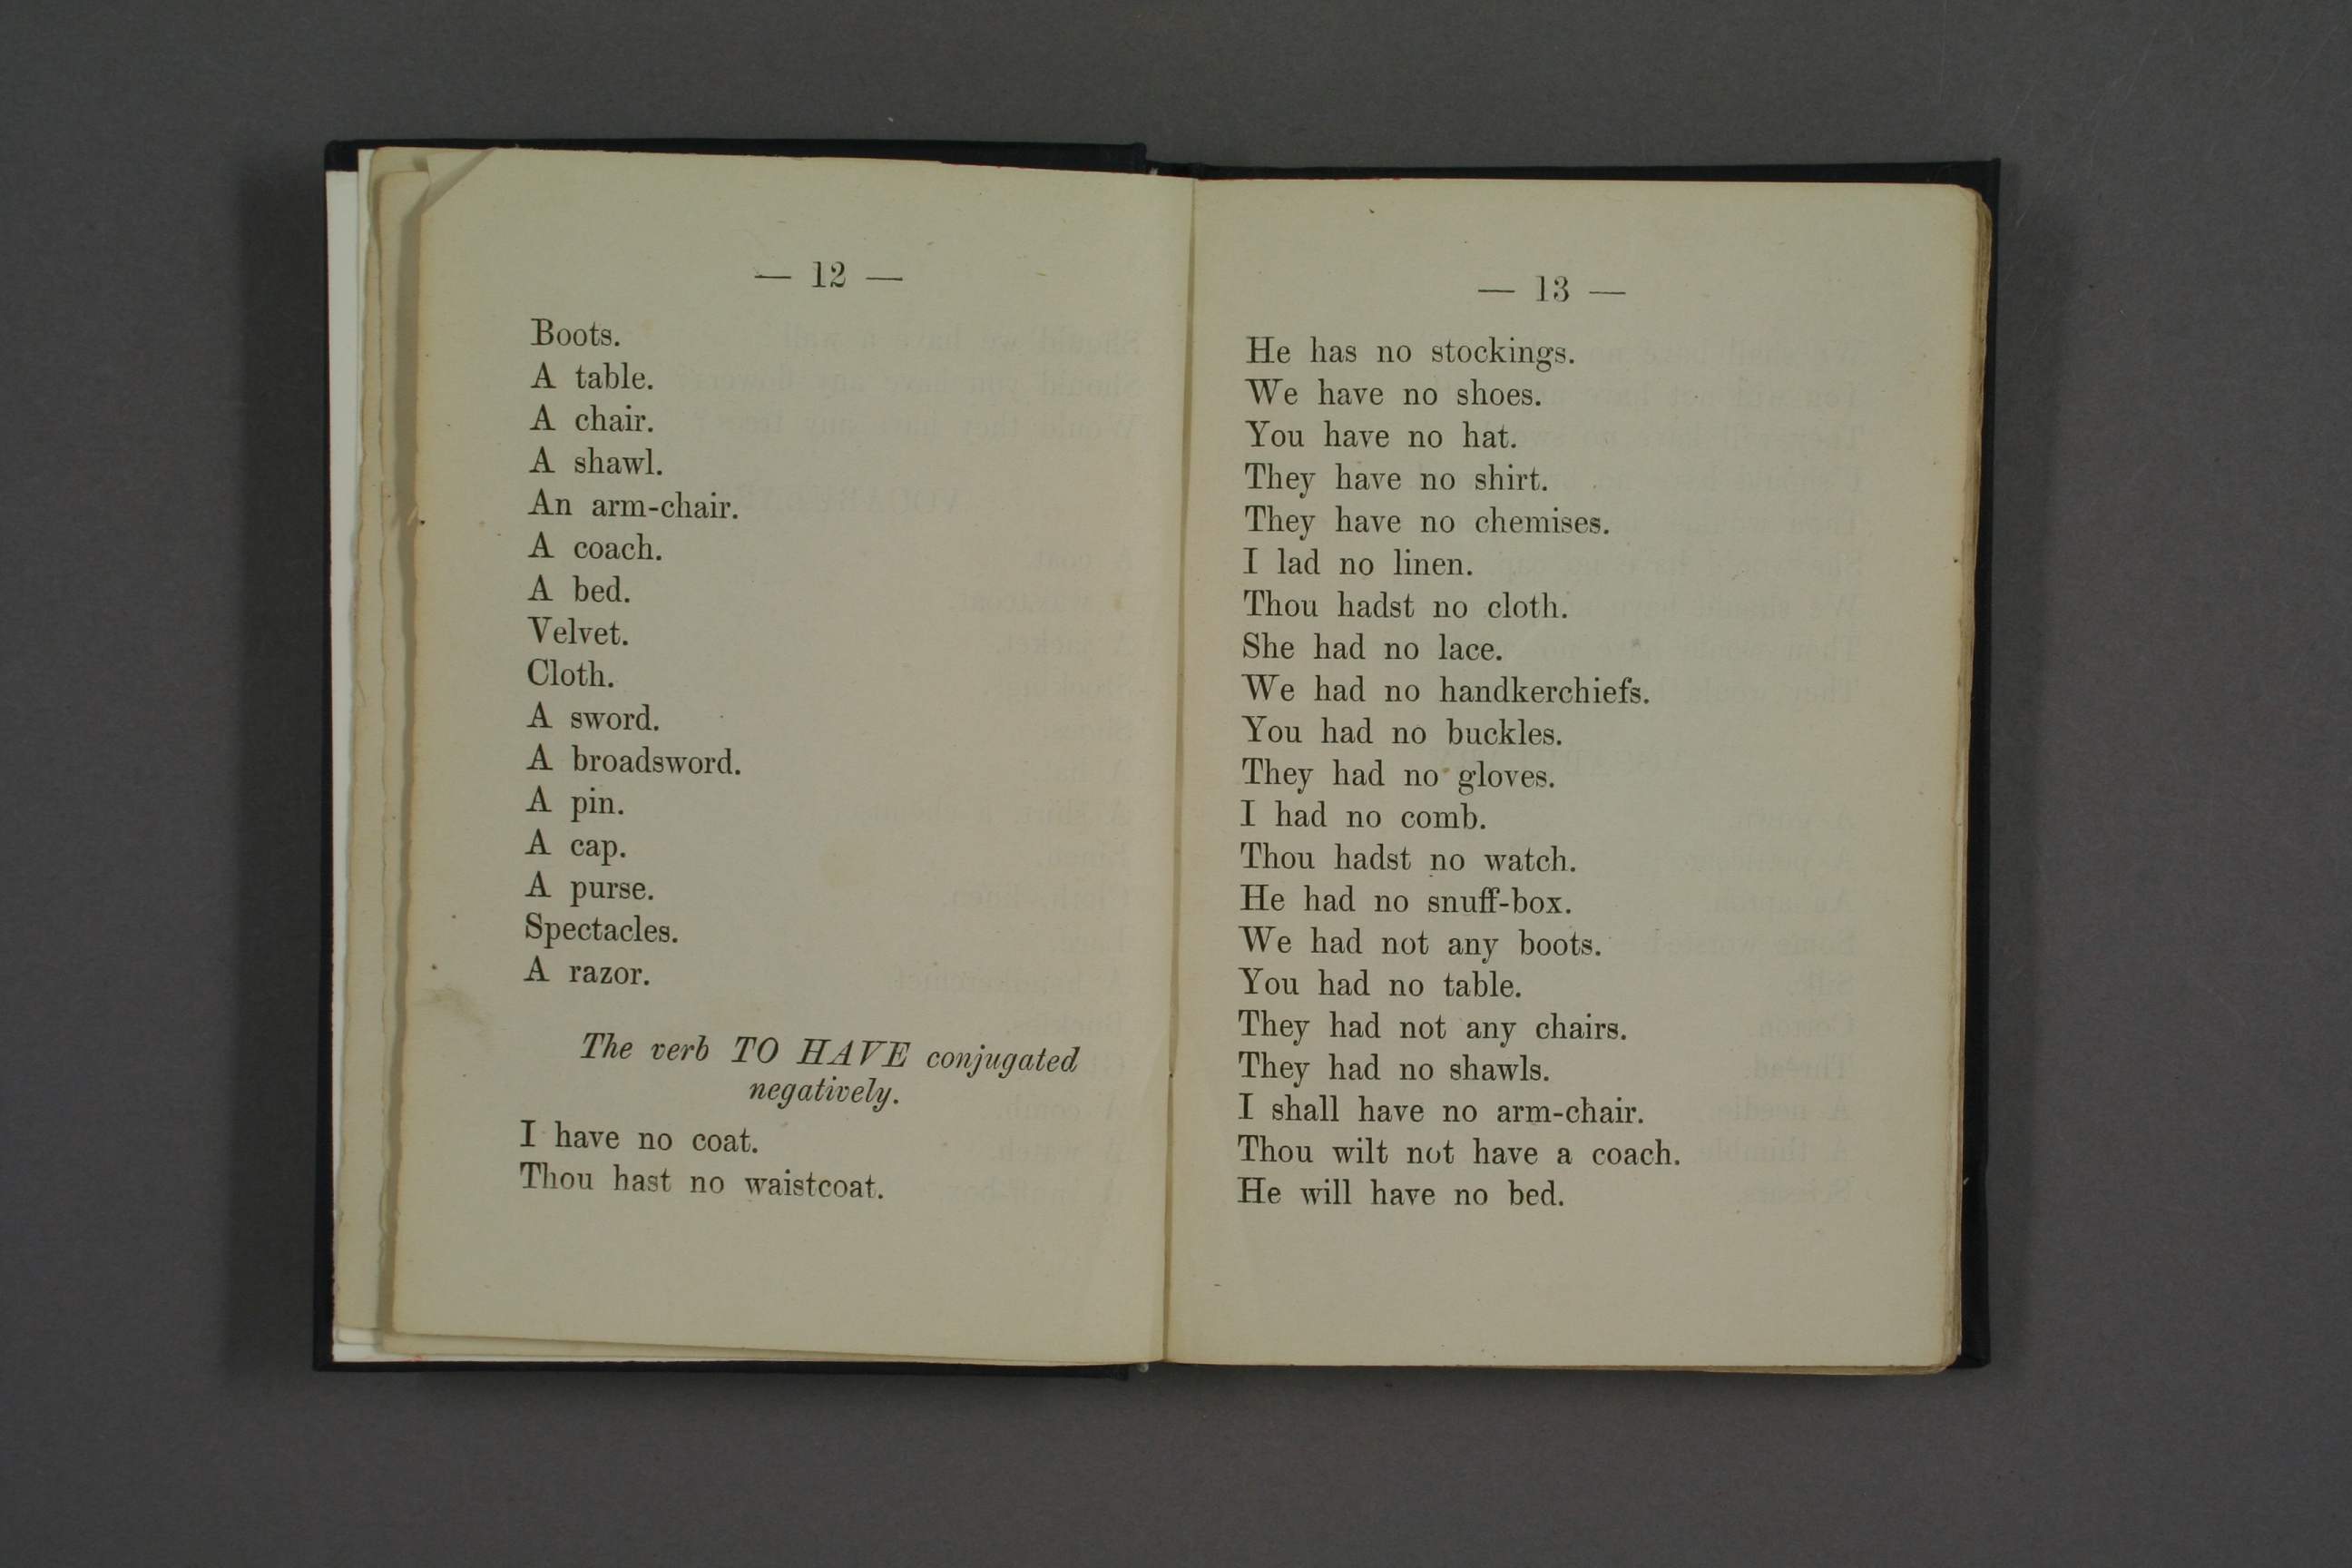 — 12 —
Boots.
A table.
A chair.
A shawl.
An arm-chair.
A coach.
A bed.
Velvet.
Cloth.
A sword.
A broadsword.
A pin.
A cap.
A purse.
Spectacles.
A razor.
The verb TO HAVE conjugated
negatively.
I have no coat.
Thou hast no waistcoat.
— 13 —
He has no stockings.
We have no shoes.
You have no hat.
They have no shirt.
They have no chemises.
I lad no linen.
Thou hadst no cloth.
She had no lace.
We had no handkerchiefs.
You had no buckles.
They had no gloves.
I had no comb.
Thou hadst no watch.
He had no snuff-box.
We had not any boots.
You had no table.
They had not any chairs.
They had no shawls.
I shall have no arm-chair.
Thou wilt not have a coach.
He will have no bed.